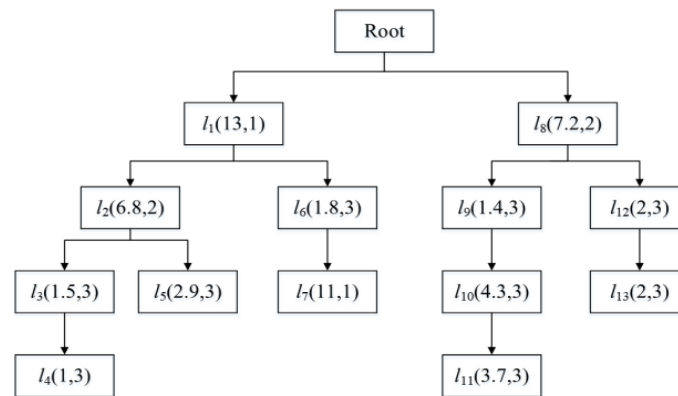 Root
l1(13,1)
l8(7.2,2)
l2(6.8,2)
l6(1.8,3)
l9(1.4,3)
l12(2,3)
l3(1.5,3)
l5(2.9,3)
l7(11,1)
l10(4.3,3)
l13(2,3)
l4(1,3)
l11(3.7,3)